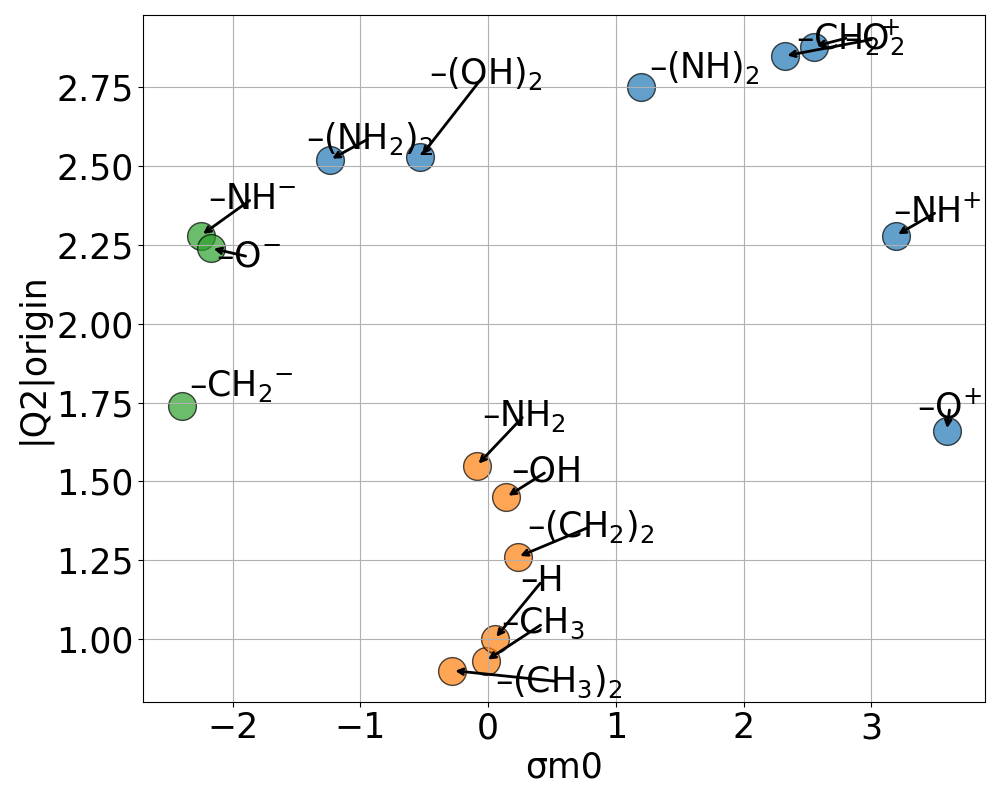 –(OH)₂
–(NH)₂
–(NH₂)₂
–NH⁻
–O⁻
–NH⁺
–CH₂⁻
–O⁺
–NH₂
–OH
–(CH₂)₂
–H
–CH₃
–(CH₃)₂
2.75
2.50
2.25
2.00
1.75
1.50
1.25
1.00
|Q2|origin
−2 −1 0 1 2 3
σm0